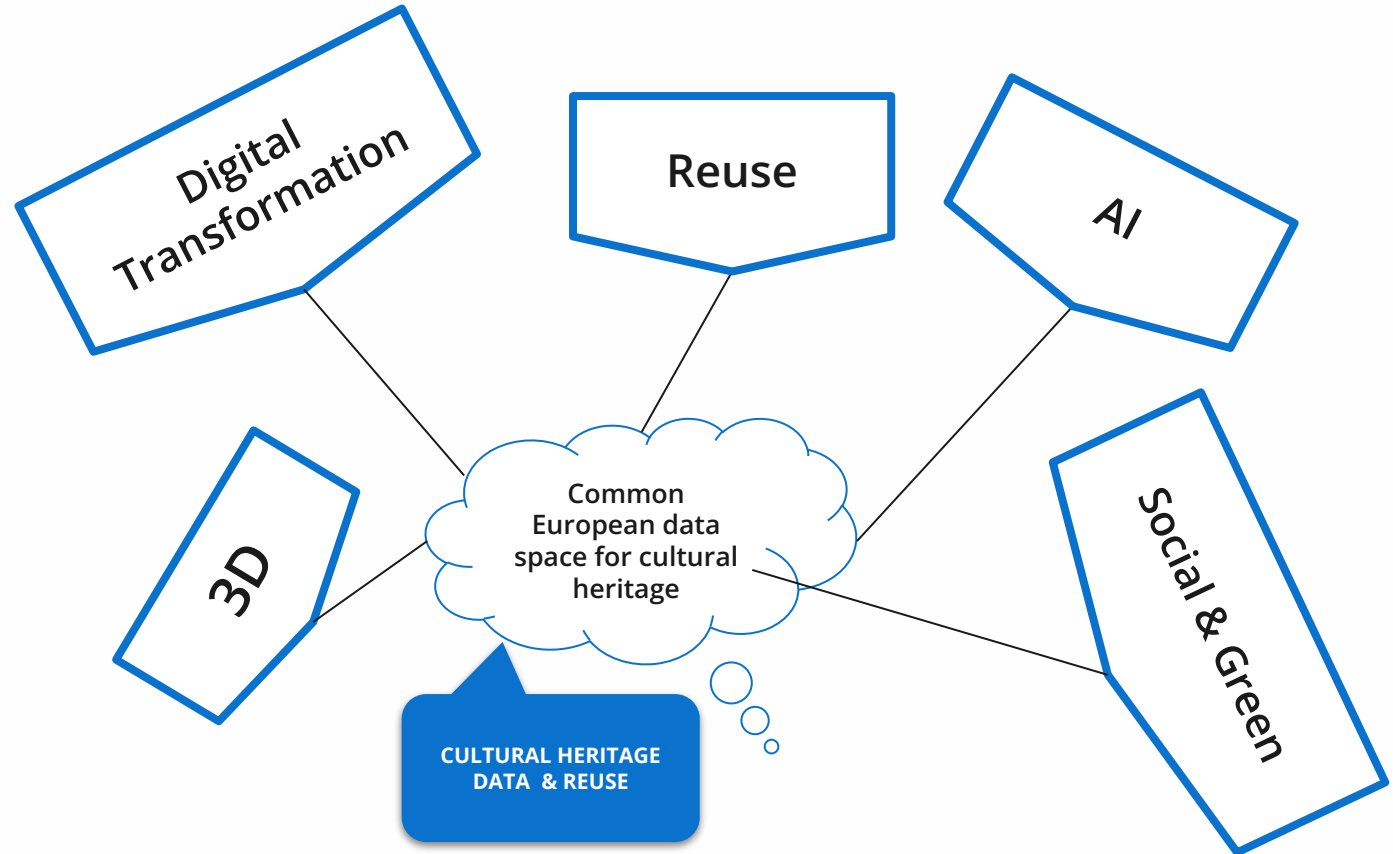 Digital
Transformation
Reuse
AI
3D
Common
European data
space for cultural
heritage
Social & Green
CULTURAL HERITAGE
DATA & REUSE